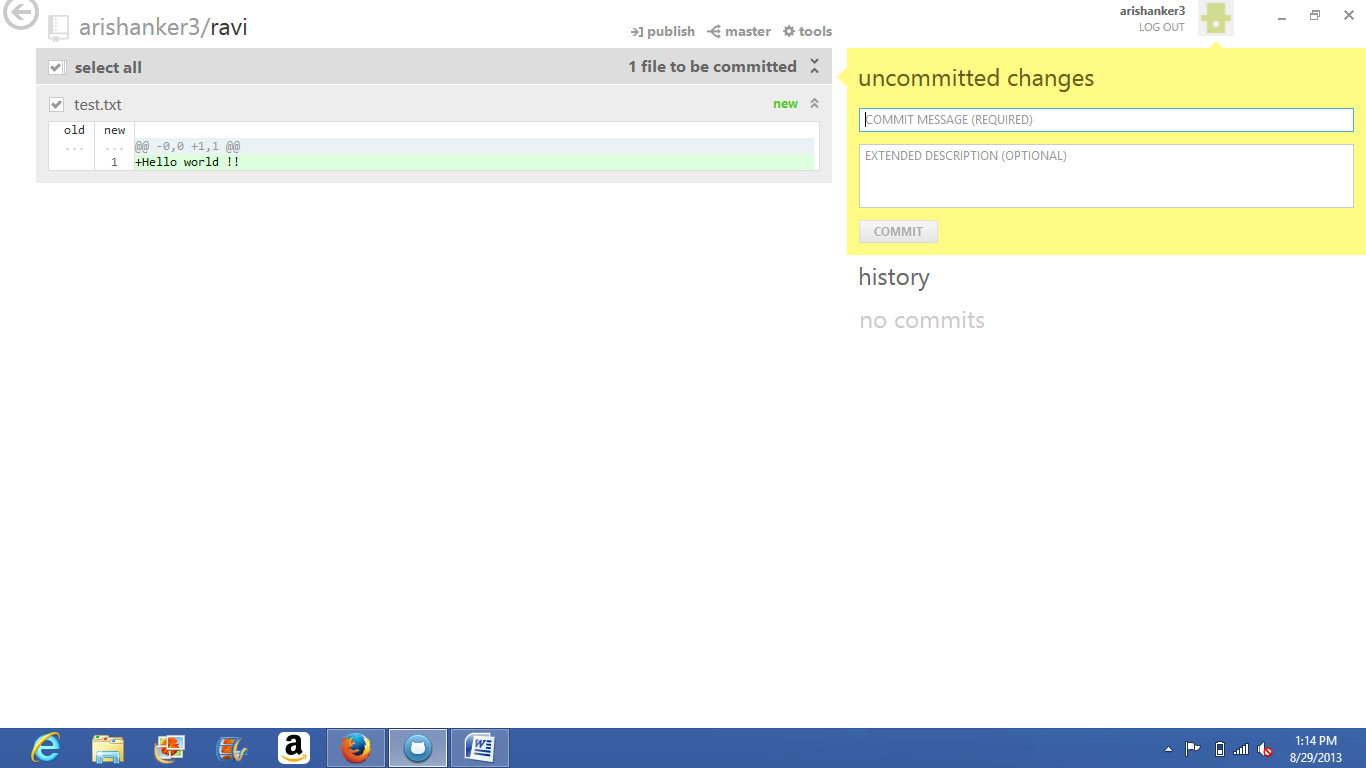 arishanker3/ravi
publish master tools
arishanker3
LOG OUT
select all 1 file to be committed
test.txt new
old new
... ... @@ -0,0 +1,1 @@
1 +Hello world !!
uncommitted changes
COMMIT MESSAGE (REQUIRED)
EXTENDED DESCRIPTION (OPTIONAL)
COMMIT
history
no commits
a
W
1:14 PM
8/29/2013